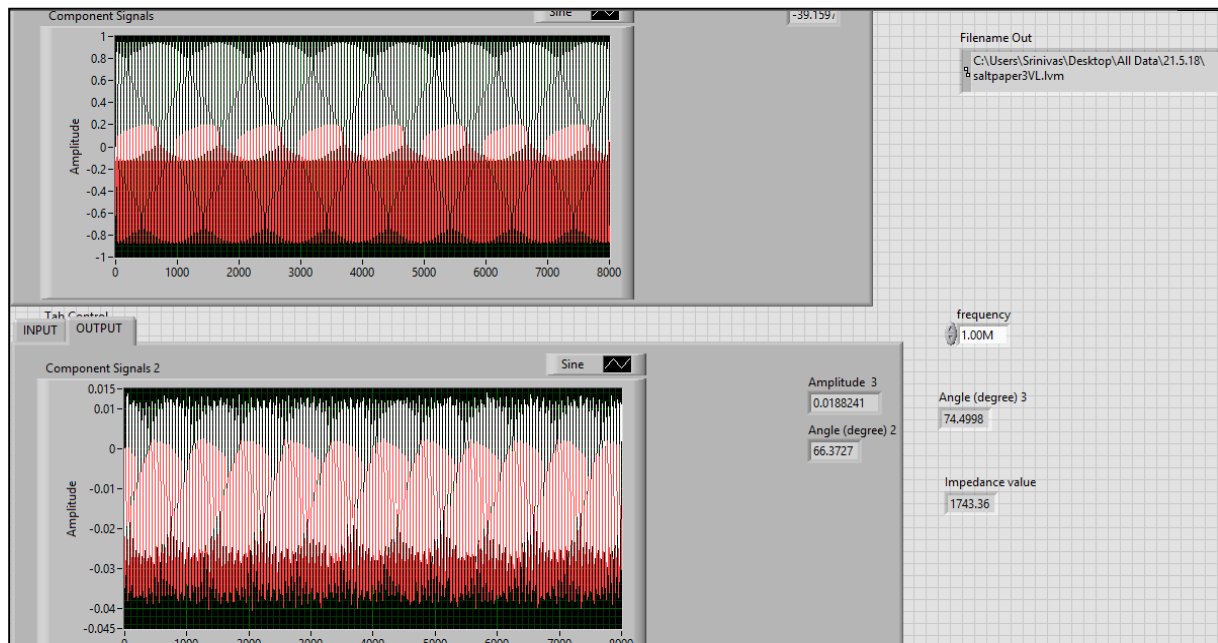 Component Signals
Sine
-39.1597
1
0.8
0.6
0.4
0.2
0
-0.2
-0.4
-0.6
-0.8
-1
Amplitude
0 1000 2000 3000 4000 5000 6000 7000 8000
Filename Out
C:\Users\Srinivas\Desktop\All Data\21.5.18\
saltpaper3VL.lvm
Tab Control
INPUT OUTPUT
Component Signals 2
Sine
0.015
0.01
0
-0.01
-0.02
-0.03
-0.04
-0.045
Amplitude
0 1000 2000 3000 4000 5000 6000 7000 8000
Amplitude 3
0.0188241
Angle (degree) 2
66.3727
frequency
1.00M
Angle (degree) 3
74.4998
Impedance value
1743.36